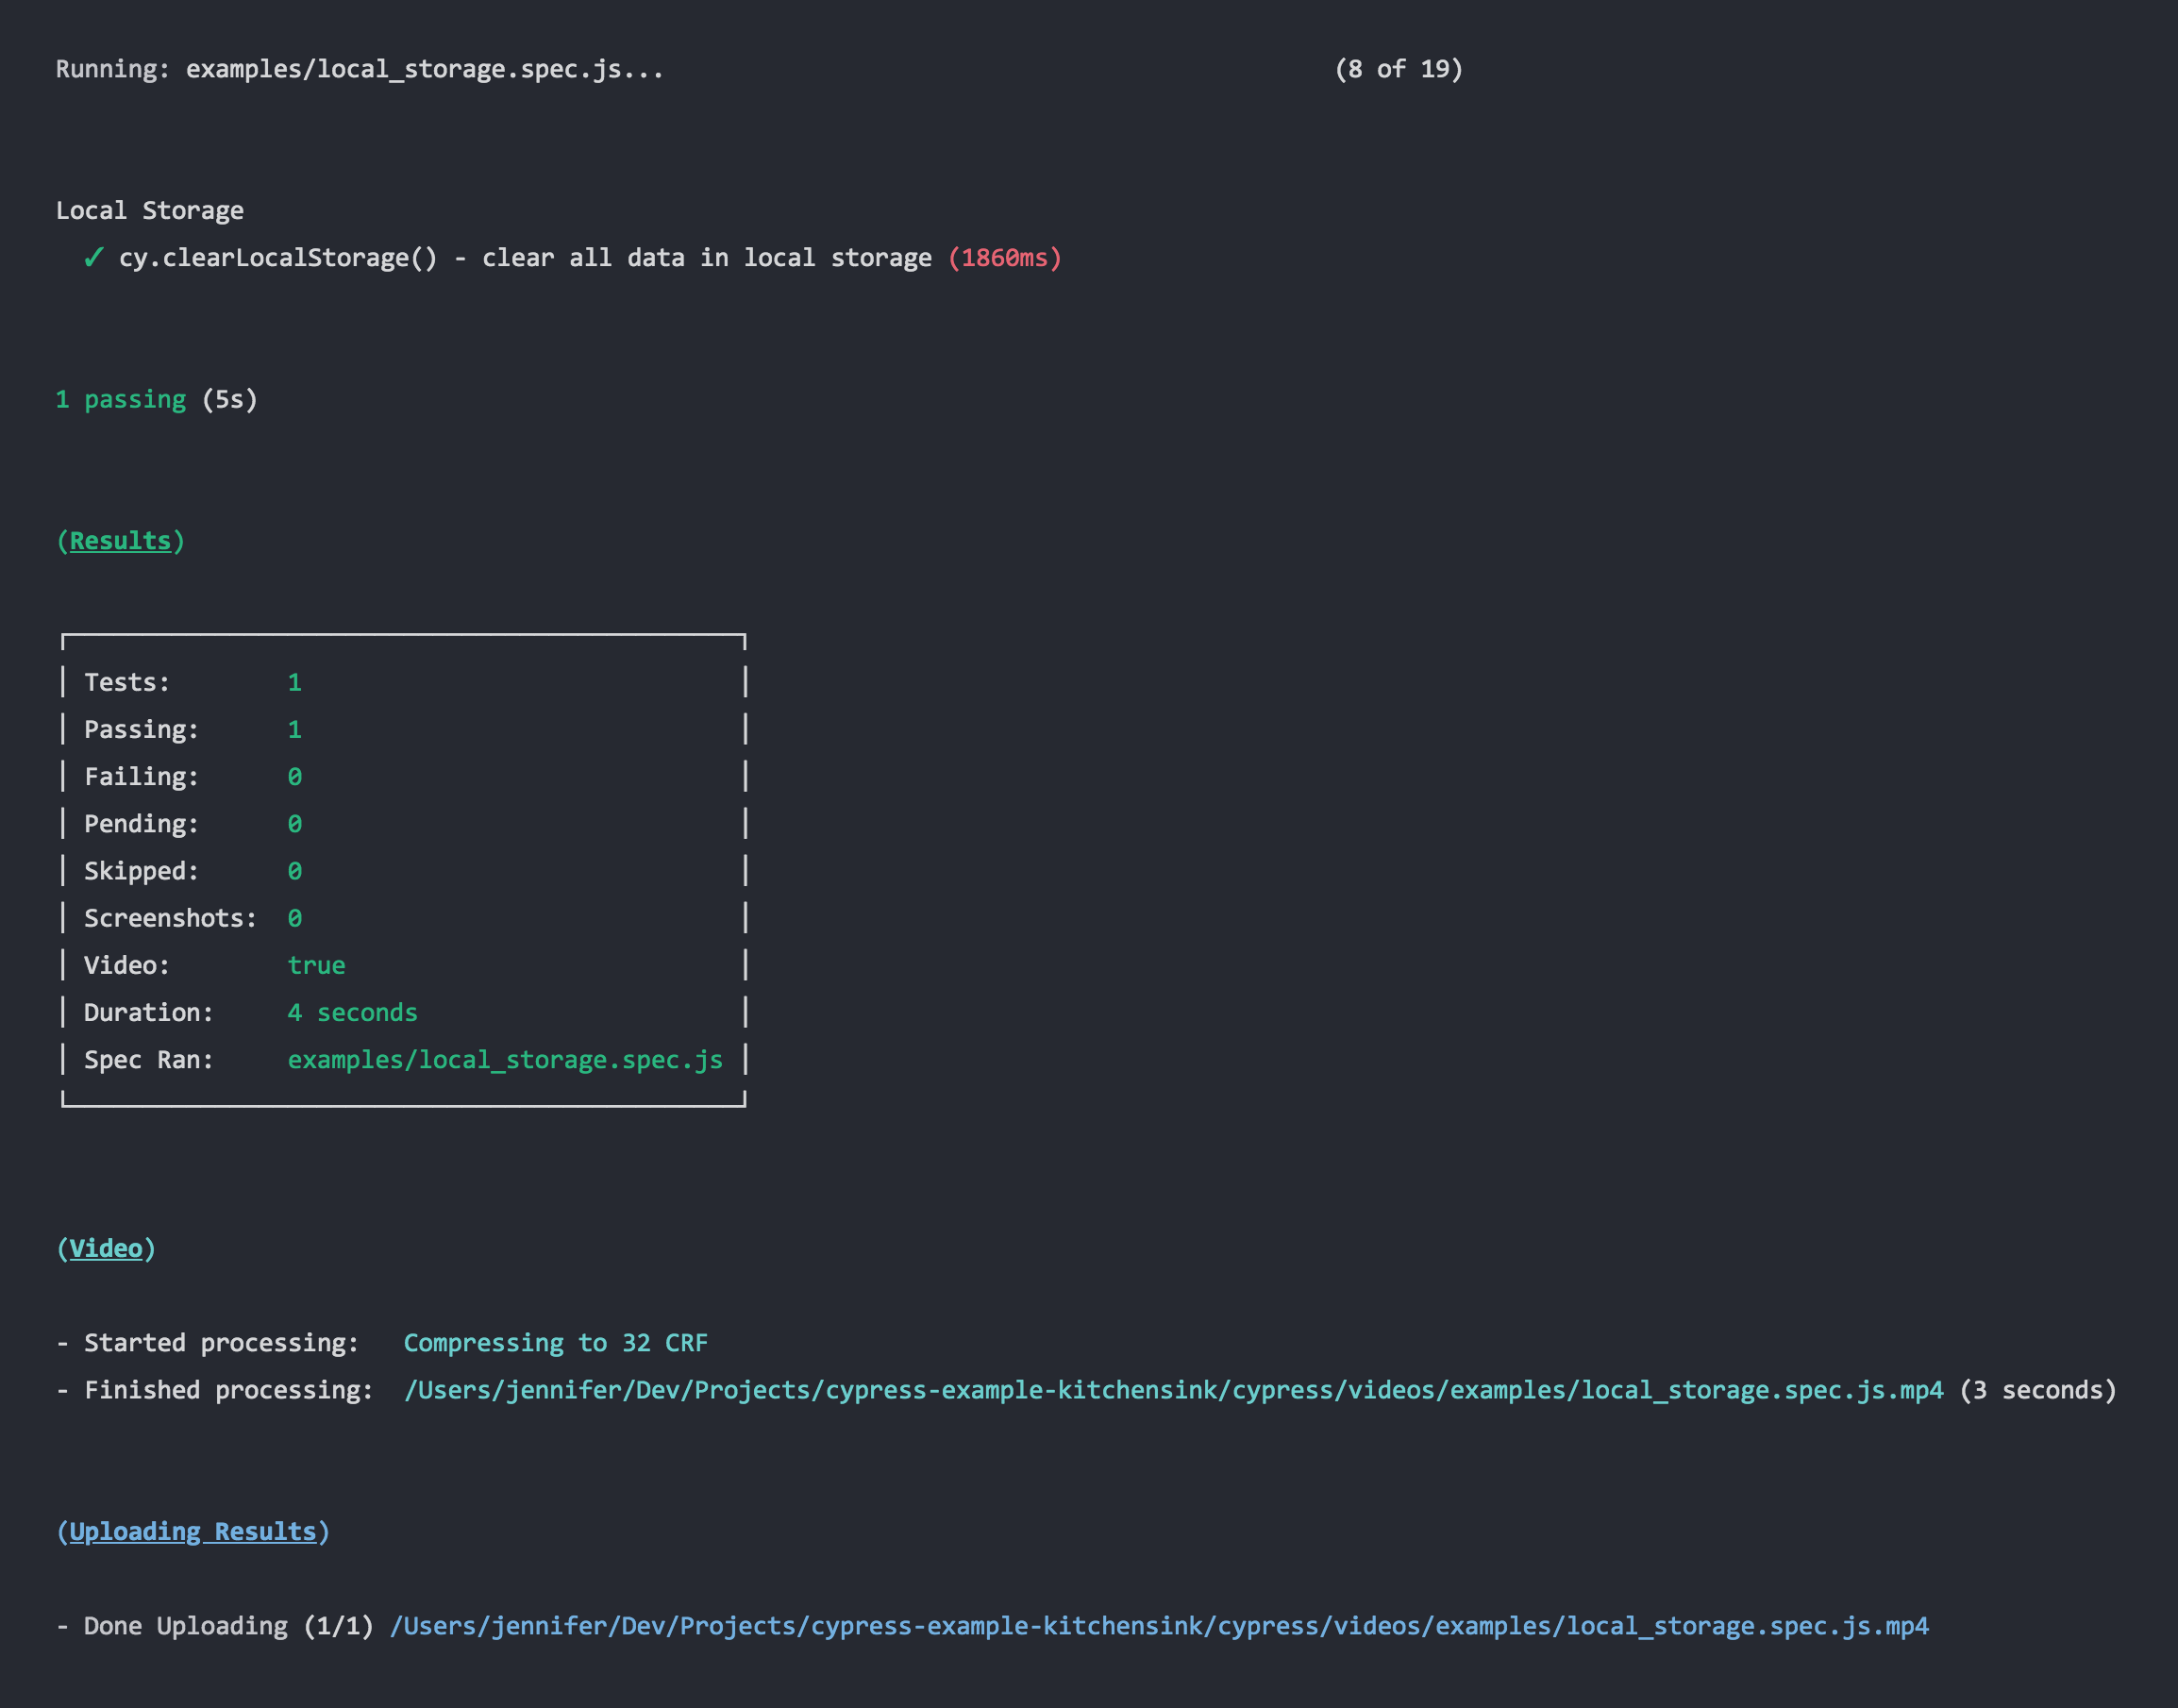 Running: examples/local_storage.spec.js... (8 of 19)
Local Storage
✓ cy.clearLocalStorage() - clear all data in local storage (1860ms)
1 passing (5s)
(Results)
Tests: 1
Passing: 1
Failing: 0
Pending: 0
Skipped: 0
Screenshots: 0
Video: true
Duration: 4 seconds
Spec Ran: examples/local_storage.spec.js
(Video)
- Started processing: Compressing to 32 CRF
- Finished processing: /Users/jennifer/Dev/Projects/cypress-example-kitchensink/cypress/videos/examples/local_storage.spec.js.mp4 (3 seconds)
(Uploading Results)
- Done Uploading (1/1) /Users/jennifer/Dev/Projects/cypress-example-kitchensink/cypress/videos/examples/local_storage.spec.js.mp4